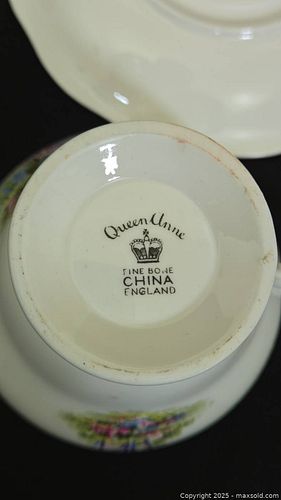 Queen Anne
FINE BONE
CHINA
ENGLAND
Copyright 2025 - maxsold.com